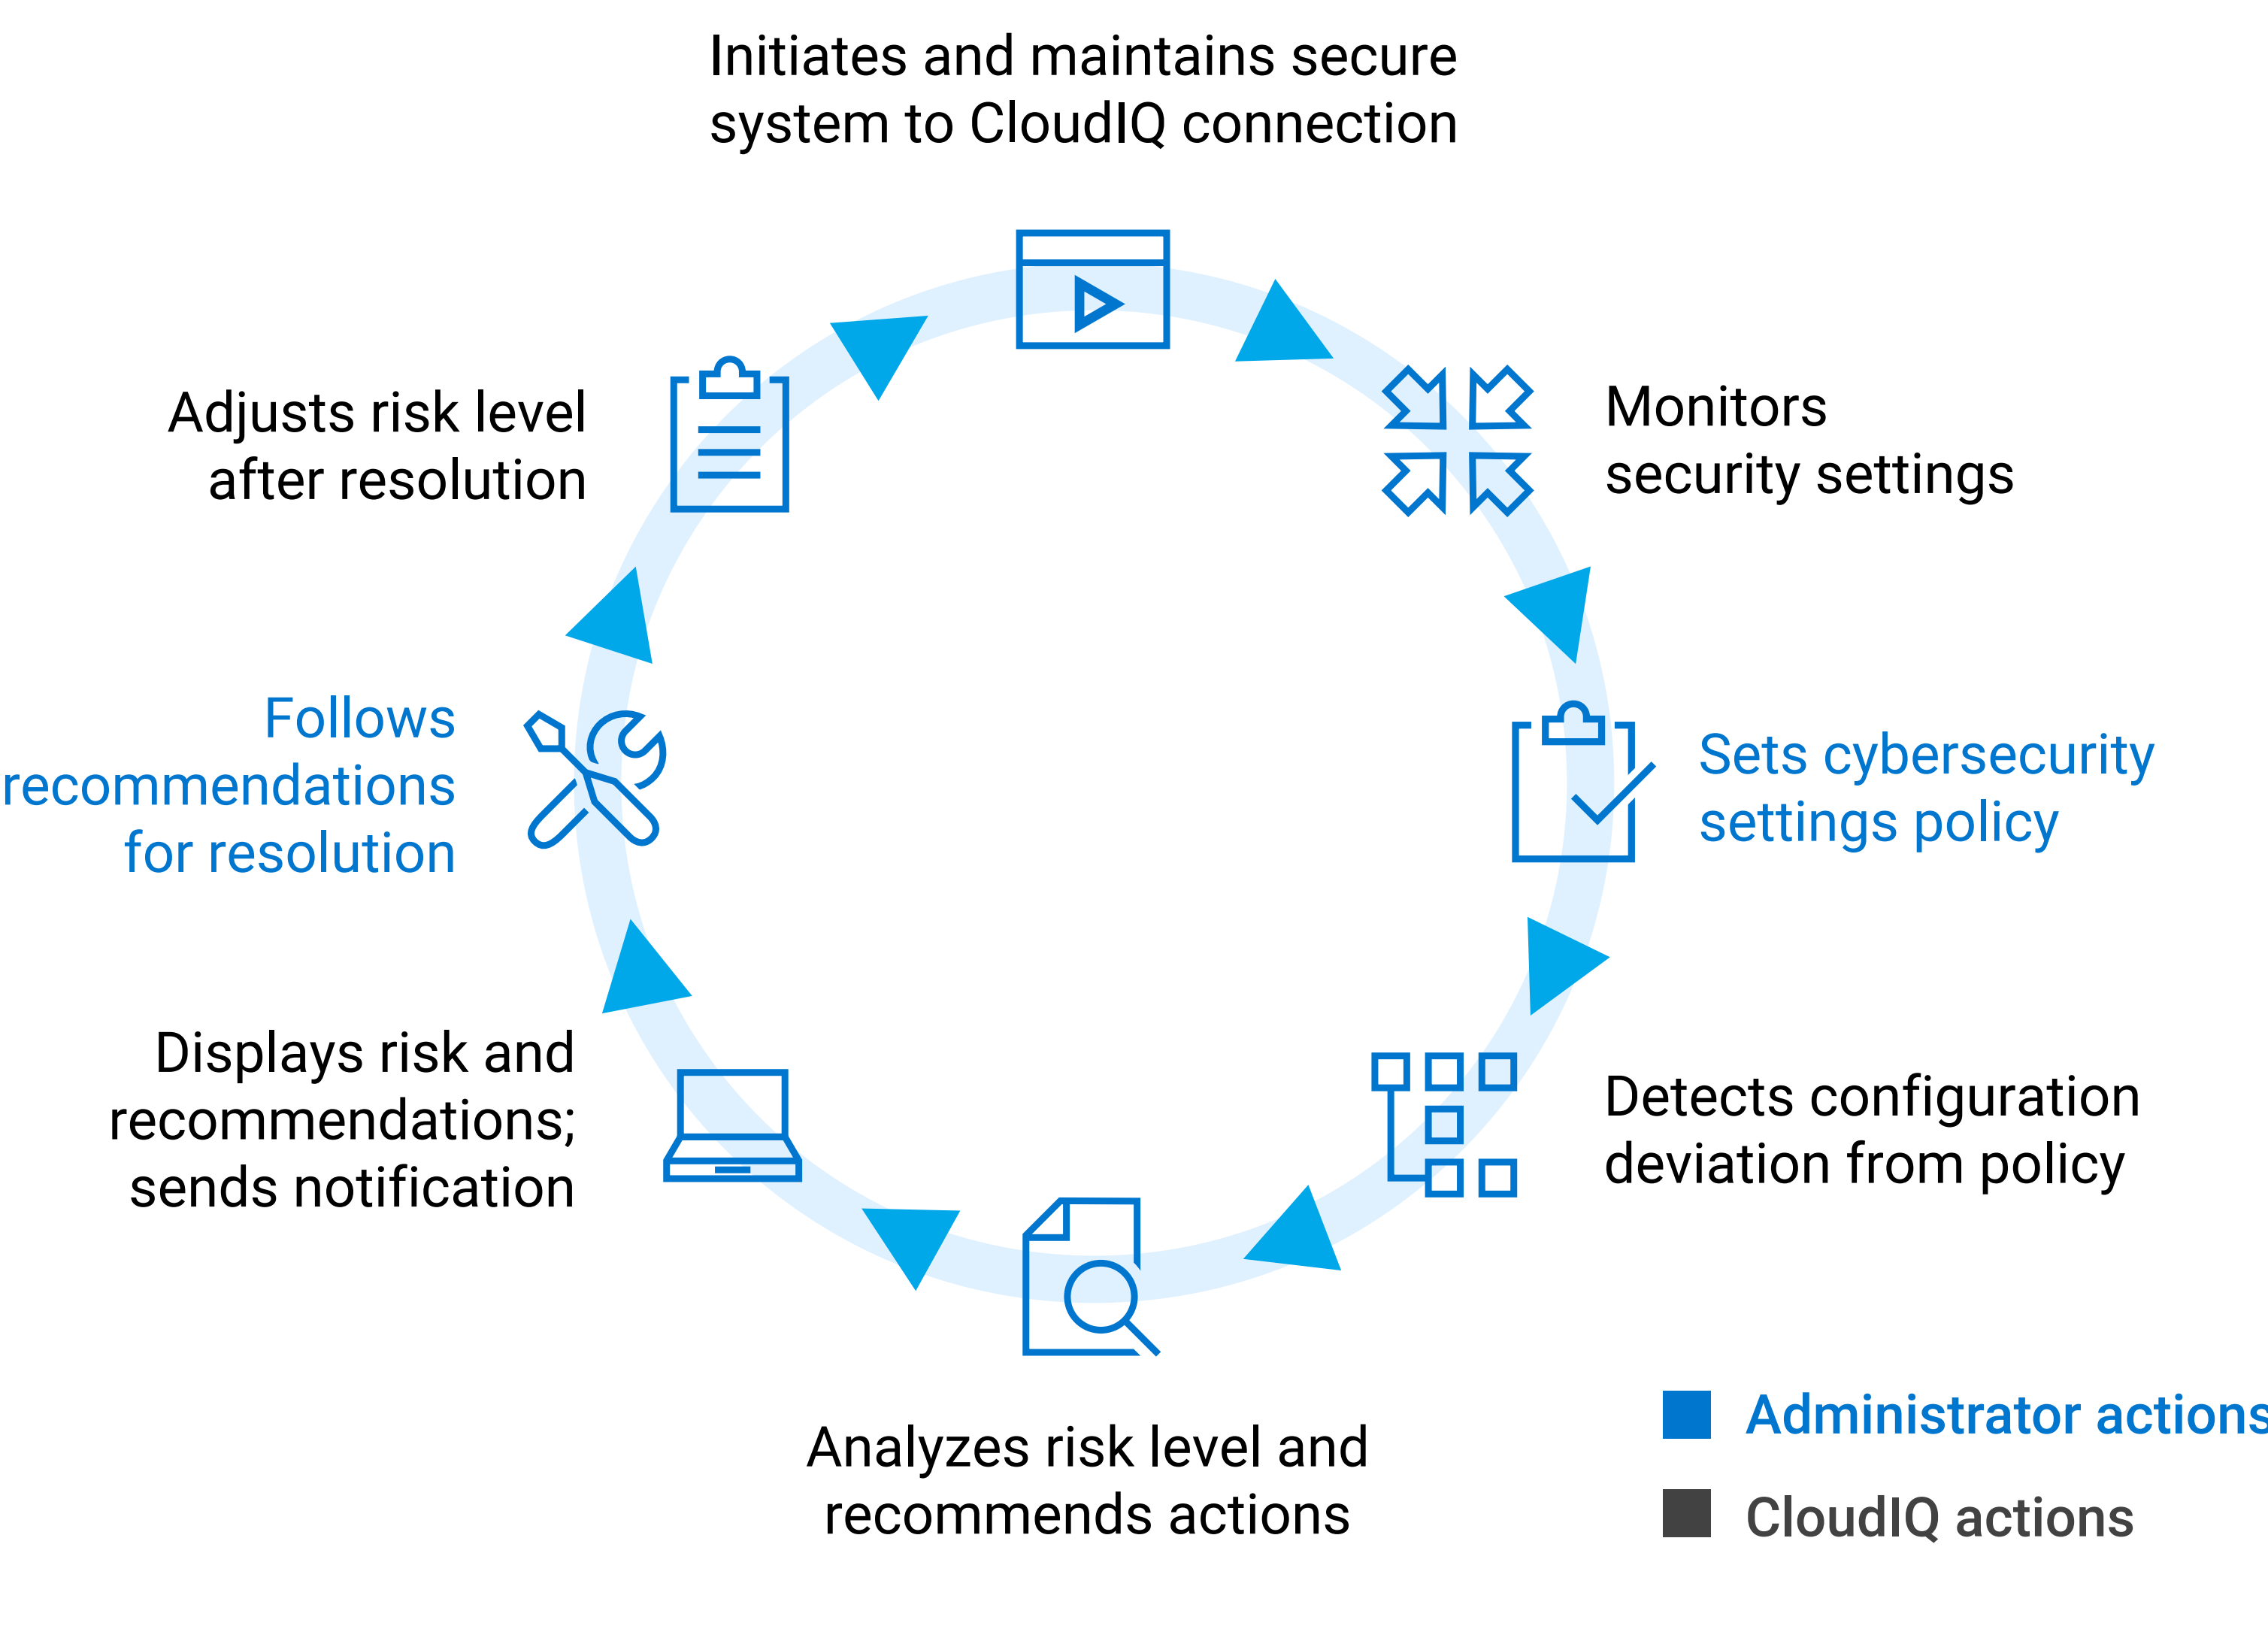 Initiates and maintains secure
system to CloudIQ connection
Monitors
security settings
Sets cybersecurity
settings policy
Detects configuration
deviation from policy
Analyzes risk level and
recommends actions
Displays risk and
recommendations;
sends notification
Follows
recommendations
for resolution
Adjusts risk level
after resolution
Administrator actions
CloudIQ actions